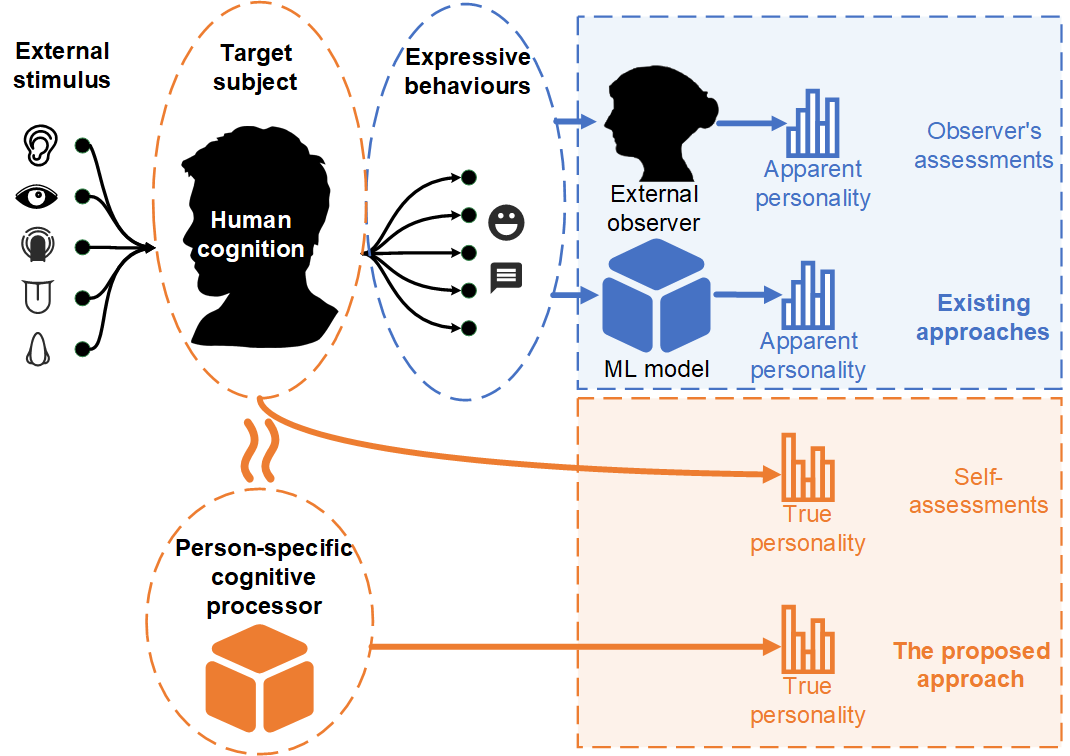 External
stimulus
Target
subject
Human
cognition
Expressive
behaviours
External
observer
Apparent
personality
Observer's
assessments
ML model
Apparent
personality
Existing
approaches
True
personality
Self-
assessments
Person-specific
cognitive
processor
True
personality
The proposed
approach